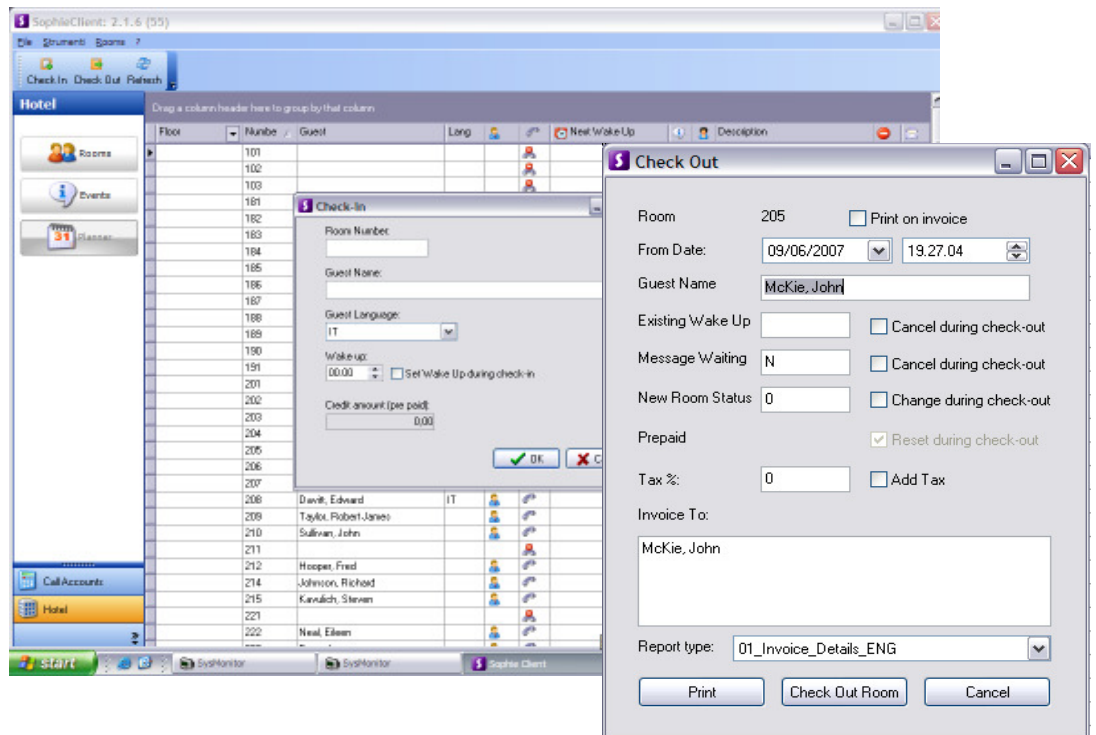 SophieClient: 2.1.6 (55)
File Strumenti Rooms ?
Check In Check Out Refresh
Hotel
Drag a column header here to group by that column
Floor Numbe Guest Lang Next Wake Up Description
Rooms
Events
Planner
101
102
103
181
182
183
184
185
186
187
188
189
190
191
201
202
203
204
205
206
207
208 Davitt, Edward IT
209 Taylor, Robert-James
210 Sullivan, John
211
212 Hooper, Fred
214 Johnson, Richard
215 Kavulich, Steven
221
222 Neal, Eileen
Call Accounts
Hotel
start SysMonitor SysMonitor Sophie Client
Check-In
Room Number:
Guest Name:
Guest Language:
IT
Wake up:
00:00 Set Wake Up during check-in
Credit amount (pre paid):
0,00
OK C
Check Out
Room 205 Print on invoice
From Date: 09/06/2007 19.27.04
Guest Name McKie, John
Existing Wake Up Cancel during check-out
Message Waiting N Cancel during check-out
New Room Status 0 Change during check-out
Prepaid Reset during check-out
Tax %: 0 Add Tax
Invoice To:
McKie, John
Report type: 01_Invoice_Details_ENG
Print Check Out Room Cancel